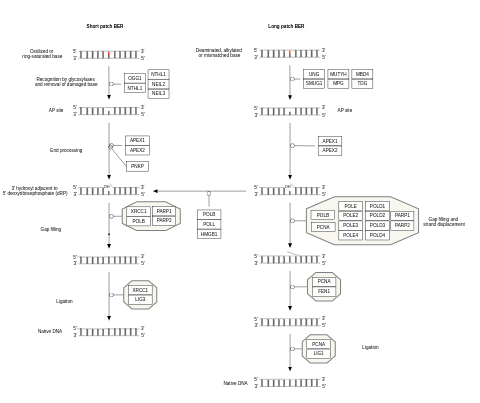 Short patch BER
Long patch BER
Oxidized or
ring-saturated base
5' 3'
3' 5'
Deaminated, alkylated
or mismatched base
5' 3'
3' 5'
Recognition by glycosylases
and removal of damaged base
OGG1
NTHL1
NTHL1
NEIL2
NEIL3
UNG
MUTYH
MBD4
SMUG1
MPG
TDG
AP site
5' 3'
3' 5'
5' 3'
3' 5'
AP site
End processing
APEX1
APEX2
PNKP
APEX1
APEX2
3' hydroxyl adjacent to
5' deoxyribosephosphate (dRP)
5' 3'
3' 5'
5' 3'
3' 5'
Gap filling
XRCC1
PARP1
POLB
PARP2
POLB
POLL
HMGB1
POLB
PCNA
POLE
POLE2
POLE3
POLE4
POLD1
POLD2
POLD3
POLD4
PARP1
PARP2
Gap filling and
strand displacement
5' 3'
3' 5'
5' 3'
3' 5'
Ligation
XRCC1
LIG3
PCNA
FEN1
Native DNA
5' 3'
3' 5'
5' 3'
3' 5'
PCNA
LIG1
Ligation
Native DNA
5' 3'
3' 5'